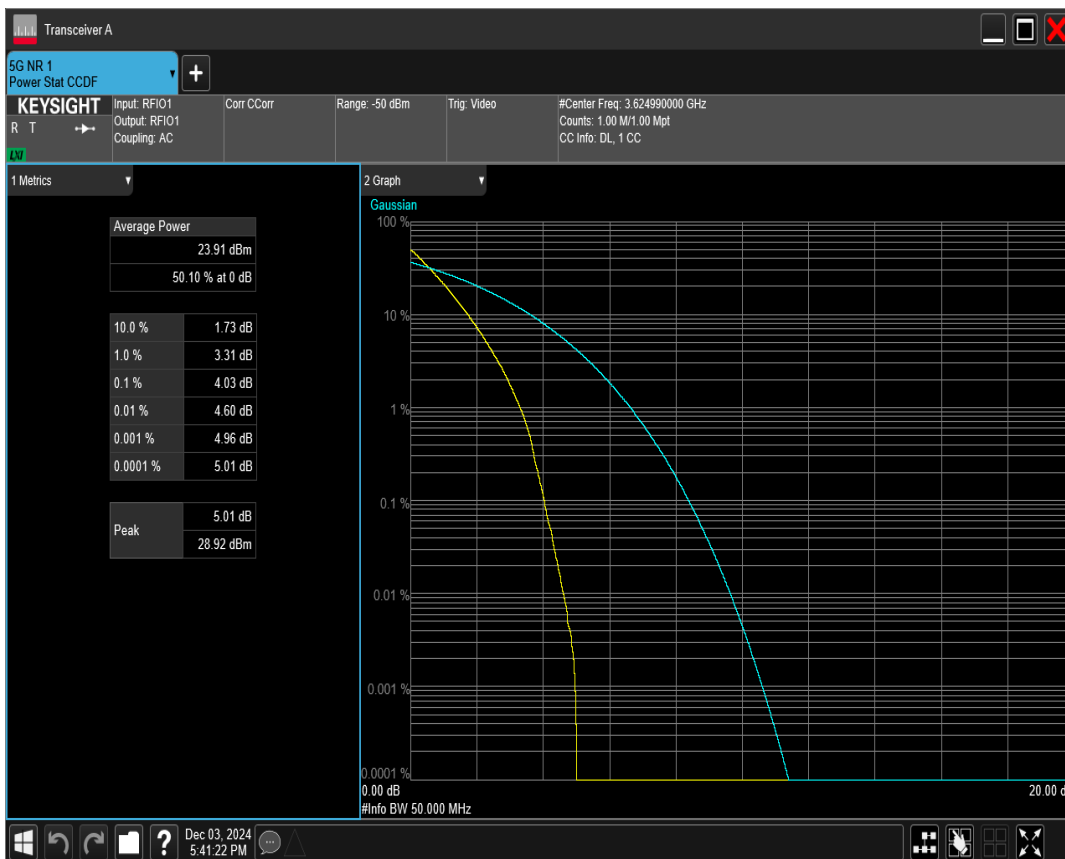 Transceiver A
5G NR 1
Power Stat CCDF
KEYSIGHT
R T
LXI
Input: RFIO1
Output: RFIO1
Coupling: AC
Corr CCorr
Range: -50 dBm
Trig: Video
#Center Freq: 3.624990000 GHz
Counts: 1.00 M/1.00 Mpt
CC Info: DL, 1 CC
1 Metrics
Average Power
23.91 dBm
50.10 % at 0 dB
10.0 % 1.73 dB
1.0 % 3.31 dB
0.1 % 4.03 dB
0.01 % 4.60 dB
0.001 % 4.96 dB
0.0001 % 5.01 dB
Peak
5.01 dB
28.92 dBm
2 Graph
Gaussian
100 %
10 %
1 %
0.1 %
0.01 %
0.001 %
0.0001 %
0.00 dB
20.00 d
#Info BW 50.000 MHz
?
Dec 03, 2024
5:41:22 PM